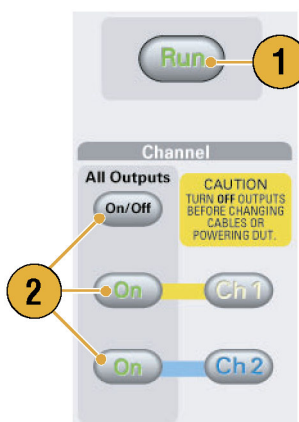 Run
1
Channel
All Outputs
On/Off
CAUTION
TURN OFF OUTPUTS
BEFORE CHANGING
CABLES OR
POWERING DUT.
2
On
Ch 1
On
Ch 2